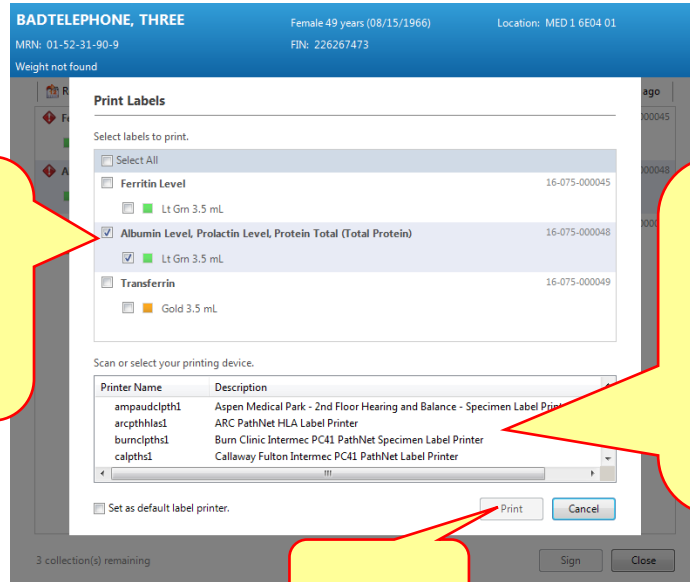 BADTELEPHONE, THREE Female 49 years (08/15/1966) Location: MED 1 6E04 01
MRN: 01-52-31-90-9 FIN: 226267473
Weight not found
ago
Print Labels
Select labels to print.
Select All
Ferritin Level 16-075-000045
Lt Grn 3.5 mL
Albumin Level, Prolactin Level, Protein Total (Total Protein) 16-075-000048
Lt Grn 3.5 mL
Transferrin 16-075-000049
Gold 3.5 mL
Scan or select your printing device.
Printer Name Description
ampaudclpth1 Aspen Medical Park - 2nd Floor Hearing and Balance - Specimen Label
arcpthhlas1 ARC PathNet HLA Label Printer
burnclpths1 Burn Clinic Intermec PC41 PathNet Specimen Label Printer
calpths1 Callaway Fulton Intermec PC41 PathNet Label Printer
Set as default label printer.
Print Cancel
3 collection(s) remaining Sign Close